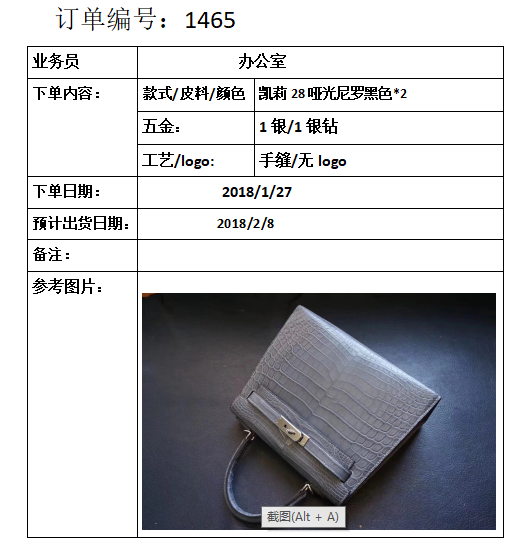 订单编号：1465
业务员 办公室
下单内容： 款式/皮料/颜色 凯莉 28 哑光尼罗黑色*2
五金： 1 银/1 银钻
工艺/logo: 手缝/无 logo
下单日期： 2018/1/27
预计出货日期： 2018/2/8
备注：
参考图片：
截图(Alt + A)